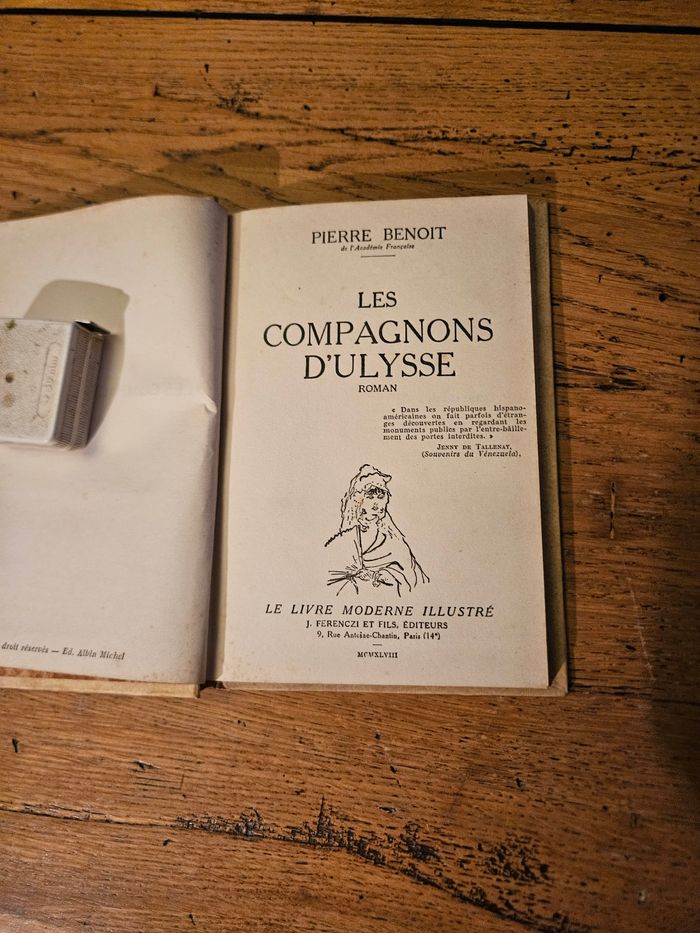 droit réservés — Ed. Albin Michel
PIERRE BENOIT
de l'Académie Française
LES
COMPAGNONS
D'ULYSSE
ROMAN
« Dans les républiques hispano-
américaines on fait parfois d'étran-
ges découvertes en regardant les
monuments publics par l'entre-bâille-
ment des portes interdites. »
JENNY DE TALLENAY,
(Souvenirs du Vénezuela),
LE LIVRE MODERNE ILLUSTRÉ
J. FERENCZI ET FILS, ÉDITEURS
9, Rue Antoine-Chantin, Paris (14e)
MCMXLVIII